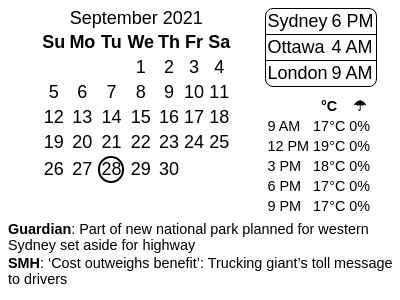 September 2021
Su Mo Tu We Th Fr Sa
1 2 3 4
5 6 7 8 9 10 11
12 13 14 15 16 17 18
19 20 21 22 23 24 25
26 27 28 29 30
Sydney 6 PM
Ottawa 4 AM
London 9 AM
°C ☂
9 AM 17°C 0%
12 PM 19°C 0%
3 PM 18°C 0%
6 PM 17°C 0%
9 PM 17°C 0%
Guardian: Part of new national park planned for western
Sydney set aside for highway
SMH: ‘Cost outweighs benefit’: Trucking giant’s toll message
to drivers